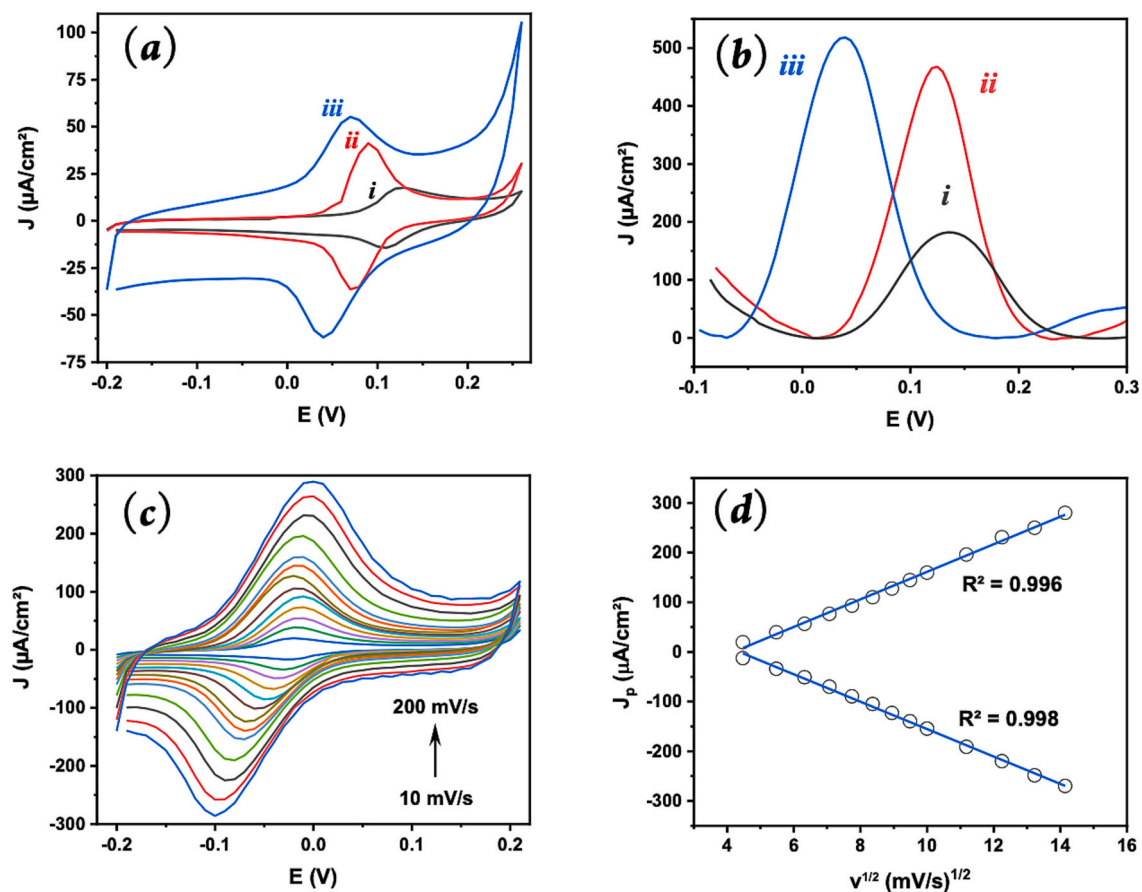 (a)
J (µA/cm²)
100
75
50
25
0
-25
-50
-75
iii
ii
i
-0.2 -0.1 0.0 0.1 0.2
E (V)
(b)
J (µA/cm²)
500
400
300
200
100
0
iii
ii
i
-0.1 0.0 0.1 0.2 0.3
E (V)
(c)
J (µA/cm²)
300
200
100
0
-100
-200
-300
200 mV/s
10 mV/s
-0.2 -0.1 0.0 0.1 0.2
E (V)
(d)
Jp (µA/cm²)
300
200
100
0
-100
-200
-300
R² = 0.996
R² = 0.998
4 6 8 10 12 14 16
v¹/² (mV/s)¹/²